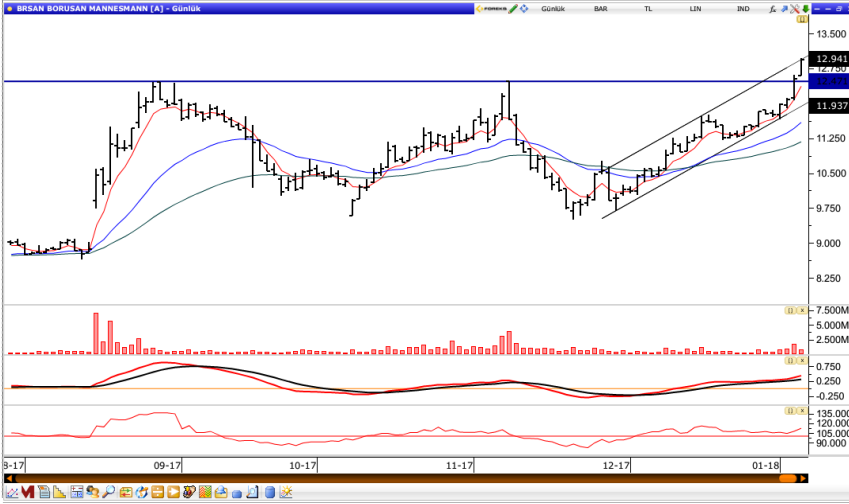 BRSAN BORUSAN MANNESMANN [A] - Günlük
FOREKS Günlük BAR TL LIN IND
13.500
12.941
12.750
11.937
11.250
10.500
9.750
9.000
8.250
7.500M
5.000M
2.500M
0.750
0.250
-0.250
135.000
120.000
105.000
90.000
8-17 09-17 10-17 11-17 12-17 01-18